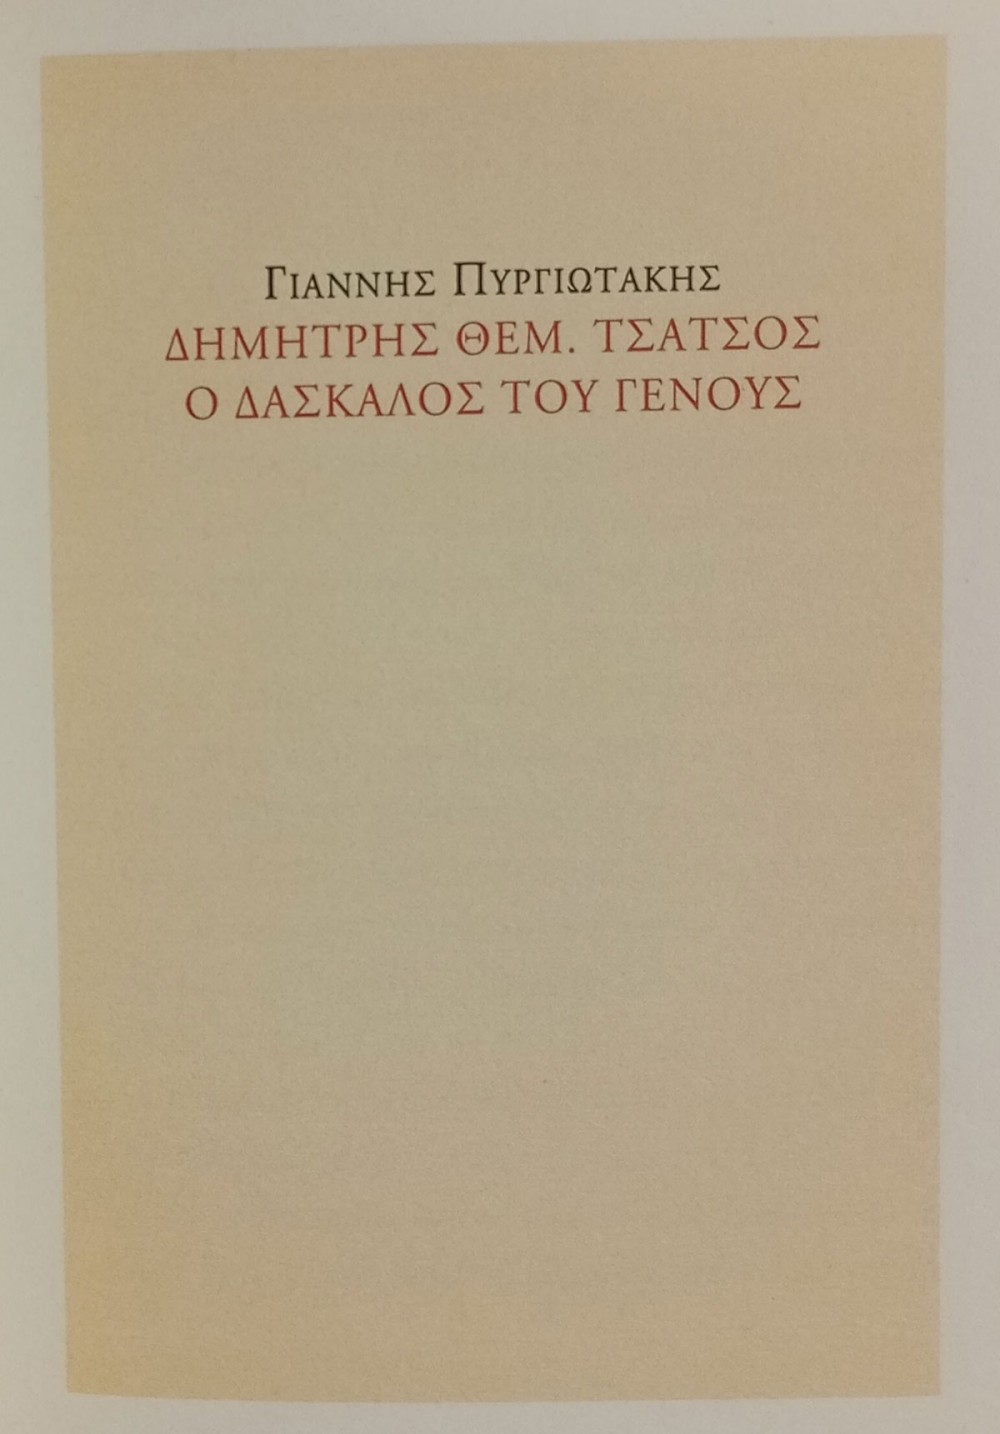 ΓΙΑΝΝΗΣ ΠΥΡΓΙΩΤΑΚΗΣ
ΔΗΜΗΤΡΗΣ ΘΕΜ. ΤΣΑΤΣΟΣ
Ο ΔΑΣΚΑΛΟΣ ΤΟΥ ΓΕΝΟΥΣ